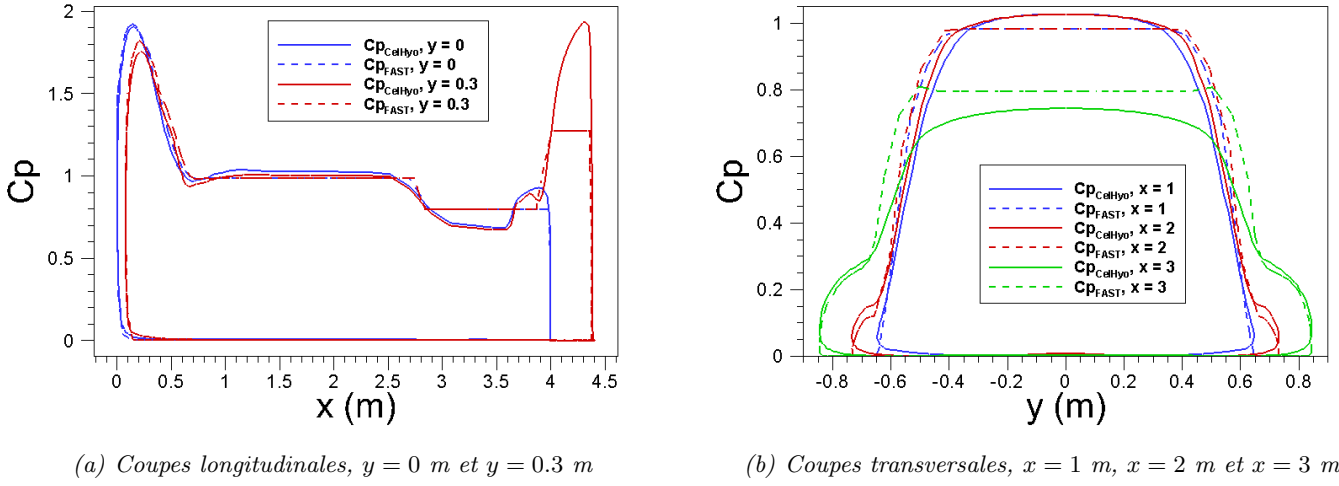 2
1.5
1
0.5
0
Cp
0 0.5 1 1.5 2 2.5 3 3.5 4 4.5
x (m)
Cp_CelHyo, y = 0
Cp_FAST, y = 0
Cp_CelHyo, y = 0.3
Cp_FAST, y = 0.3
(a) Coupes longitudinales, y = 0 m et y = 0.3 m
1
0.8
0.6
0.4
0.2
0
Cp
-0.8 -0.6 -0.4 -0.2 0 0.2 0.4 0.6 0.8
y (m)
Cp_CelHyo, x = 1
Cp_FAST, x = 1
Cp_CelHyo, x = 2
Cp_FAST, x = 2
Cp_CelHyo, x = 3
Cp_FAST, x = 3
(b) Coupes transversales, x = 1 m, x = 2 m et x = 3 m